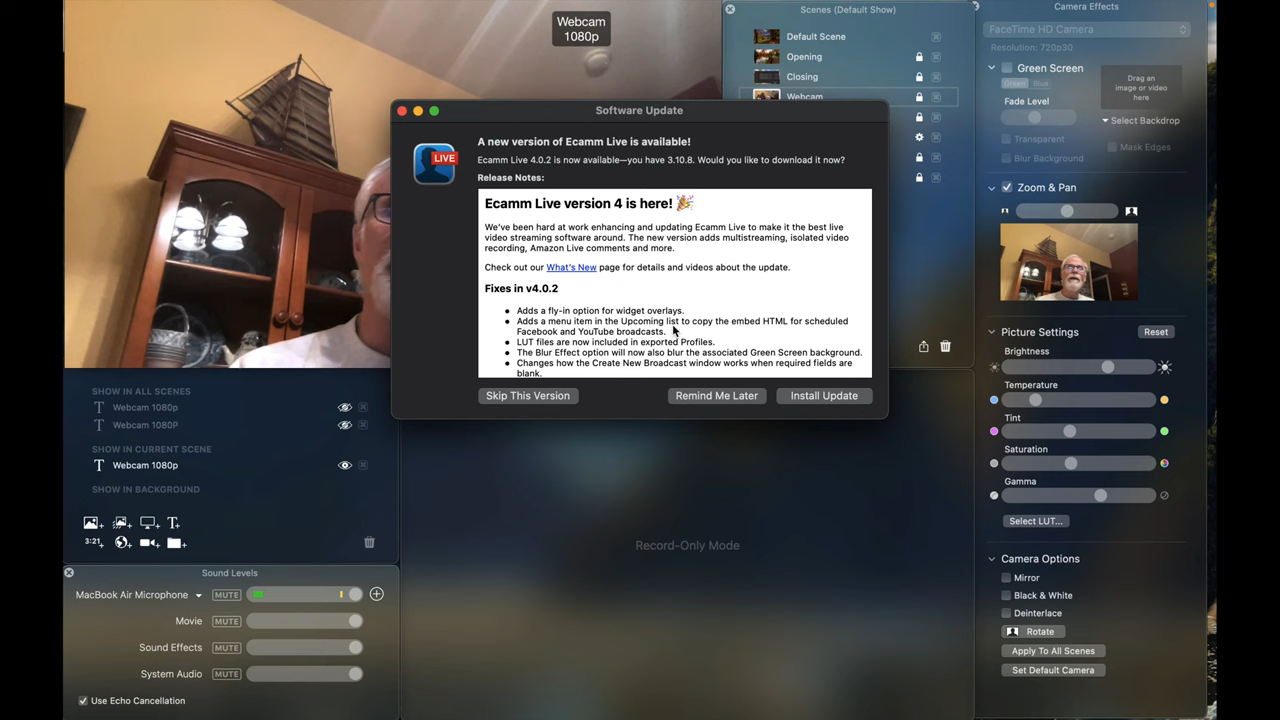 Webcam
1080p
Scenes (Default Show)
Default Scene
Opening
Closing
Webcam
Software Update
LIVE
A new version of Ecamm Live is available!
Ecamm Live 4.0.2 is now available—you have 3.10.8. Would you like to download it now?
Release Notes:
Ecamm Live version 4 is here! 🎉
We've been hard at work enhancing and updating Ecamm Live to make it the best live
video streaming software around. The new version adds multistreaming, isolated video
recording, Amazon Live comments and more.
Check out our What's New page for details and videos about the update.
Fixes in v4.0.2
Adds a fly-in option for widget overlays.
Adds a menu item in the Upcoming list to copy the embed HTML for scheduled
Facebook and YouTube broadcasts.
LUT files are now included in exported Profiles.
The Blur Effect option will now also blur the associated Green Screen background.
Changes how the Create New Broadcast window works when required fields are
blank.
Skip This Version
Remind Me Later
Install Update
SHOW IN ALL SCENES
T Webcam 1080p
T Webcam 1080P
SHOW IN CURRENT SCENE
T Webcam 1080p
SHOW IN BACKGROUND
T+
3:21+
Sound Levels
MacBook Air Microphone MUTE
Movie MUTE
Sound Effects MUTE
System Audio MUTE
Use Echo Cancellation
Record-Only Mode
Camera Effects
FaceTime HD Camera
Resolution: 720p30
Green Screen
Green Blue
Fade Level
Drag an
image or video
here
Select Backdrop
Transparent
Mask Edges
Blur Background
Zoom & Pan
Picture Settings
Reset
Brightness
Temperature
Tint
Saturation
Gamma
Select LUT...
Camera Options
Mirror
Black & White
Deinterlace
Rotate
Apply To All Scenes
Set Default Camera